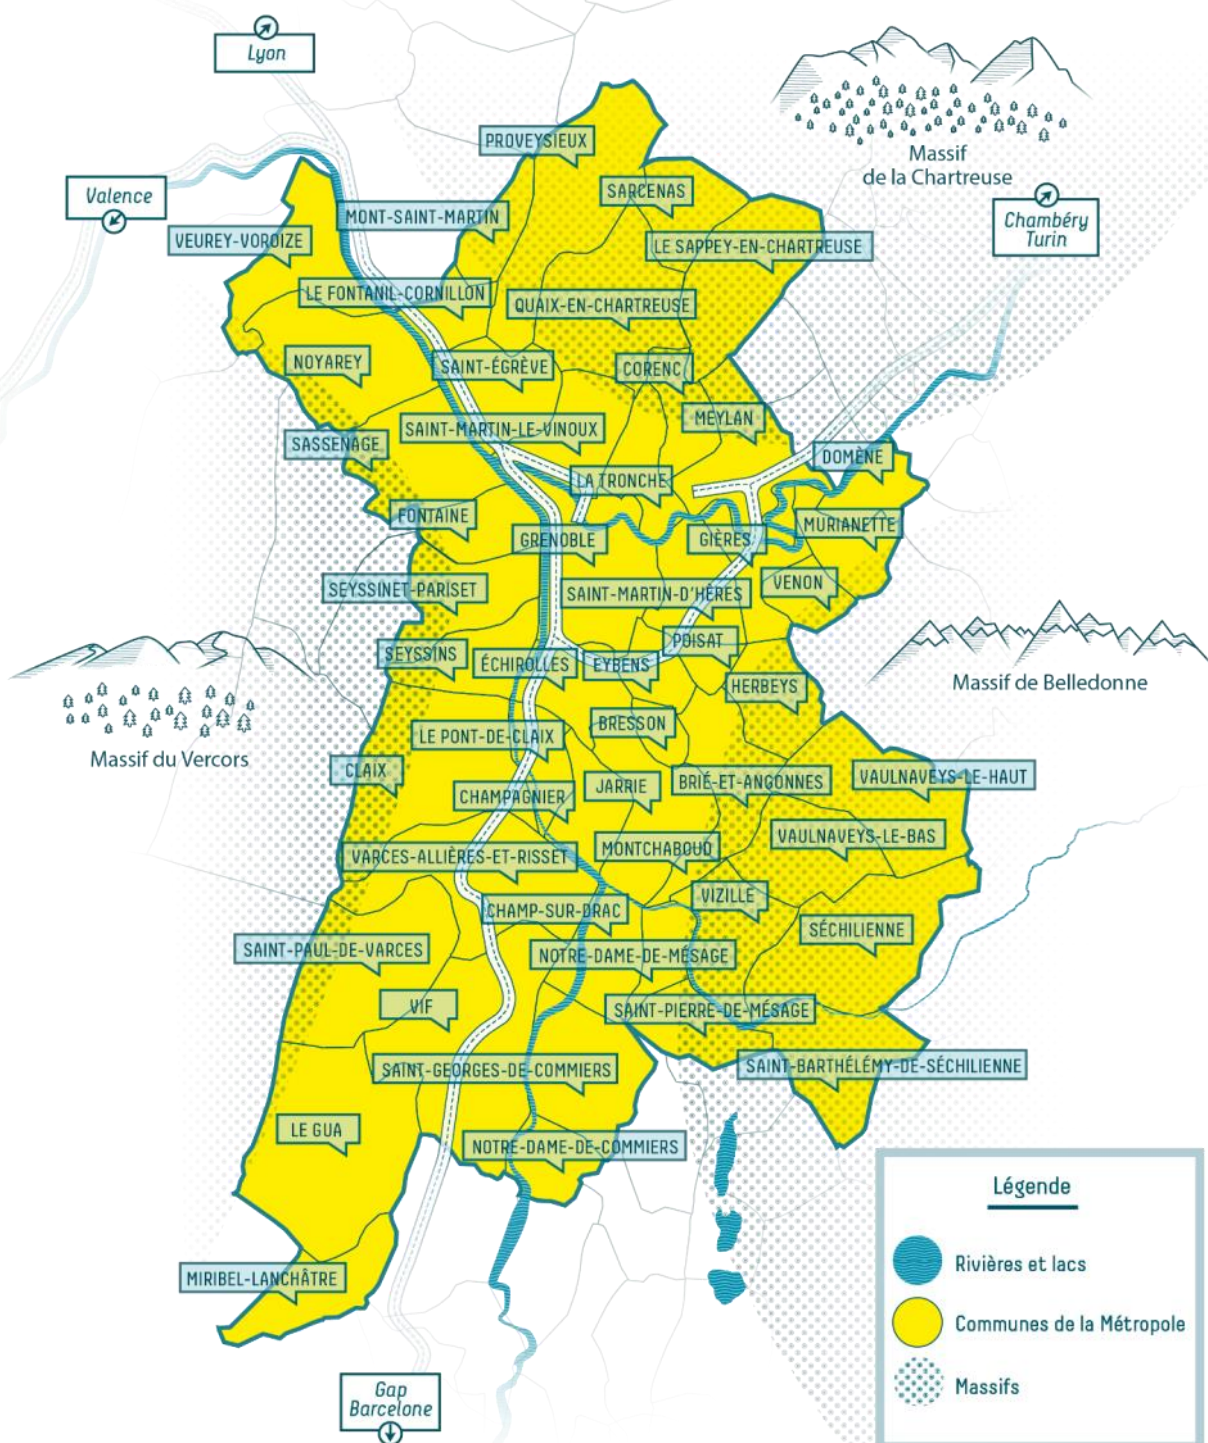 Lyon
PROVEYSIEUX
Massif
de la Chartreuse
SARCENAS
Valence
MONT-SAINT-MARTIN
Chambéry
Turin
VEUREY-VOROIZE
LE SAPPEY-EN-CHARTREUSE
LE FONTANIL-CORNILLON
QUAIX-EN-CHARTREUSE
NOYAREY
SAINT-ÉGRÈVE
CORENC
MEYLAN
SAINT-MARTIN-LE-VINOUX
SASSENAGE
DOMÈNE
LA TRONCHE
FONTAINE
MURIANETTE
GRENOBLE
GIÈRES
VENON
SEYSSINET-PARISET
SAINT-MARTIN-D'HÈRES
POISAT
SEYSSINS
ÉCHIROLLES
EYBENS
HERBEYS
Massif de Belledonne
BRESSON
LE PONT-DE-CLAIX
Massif du Vercors
CLAIX
JARRIE
BRIÉ-ET-ANGONNES
VAULNAVEYS-LE-HAUT
CHAMPAGNIER
VAULNAVEYS-LE-BAS
MONTCHABOUD
VARCES-ALLIÈRES-ET-RISSET
VIZILLE
CHAMP-SUR-DRAC
SÉCHILIENNE
SAINT-PAUL-DE-VARCES
NOTRE-DAME-DE-MÉSAGE
VIF
SAINT-PIERRE-DE-MÉSAGE
SAINT-GEORGES-DE-COMMIERS
SAINT-BARTHÉLÉMY-DE-SÉCHILIENNE
LE GUA
NOTRE-DAME-DE-COMMIERS
MIRIBEL-LANCHÂTRE
Gap
Barcelone
Légende
Rivières et lacs
Communes de la Métropole
Massifs